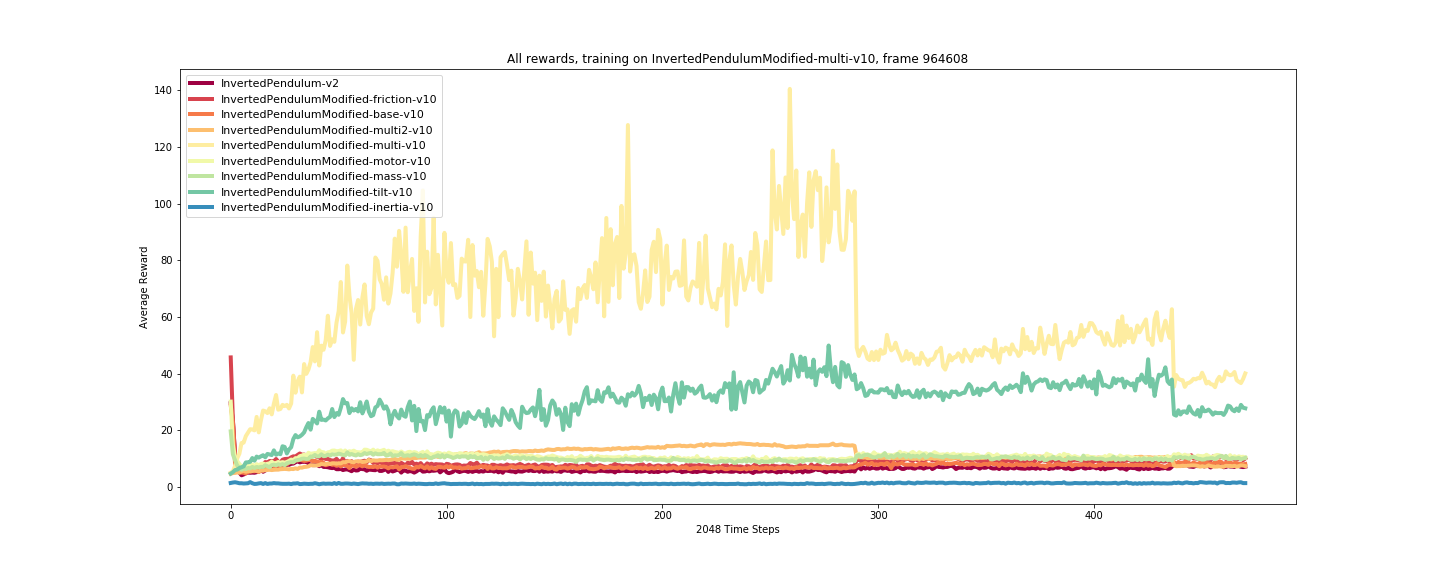 All rewards, training on InvertedPendulumModified-multi-v10, frame 964608
InvertedPendulum-v2
InvertedPendulumModified-friction-v10
InvertedPendulumModified-base-v10
InvertedPendulumModified-multi2-v10
InvertedPendulumModified-multi-v10
InvertedPendulumModified-motor-v10
InvertedPendulumModified-mass-v10
InvertedPendulumModified-tilt-v10
InvertedPendulumModified-inertia-v10
Average Reward
140
120
100
80
60
40
20
0
0 100 200 300 400
2048 Time Steps